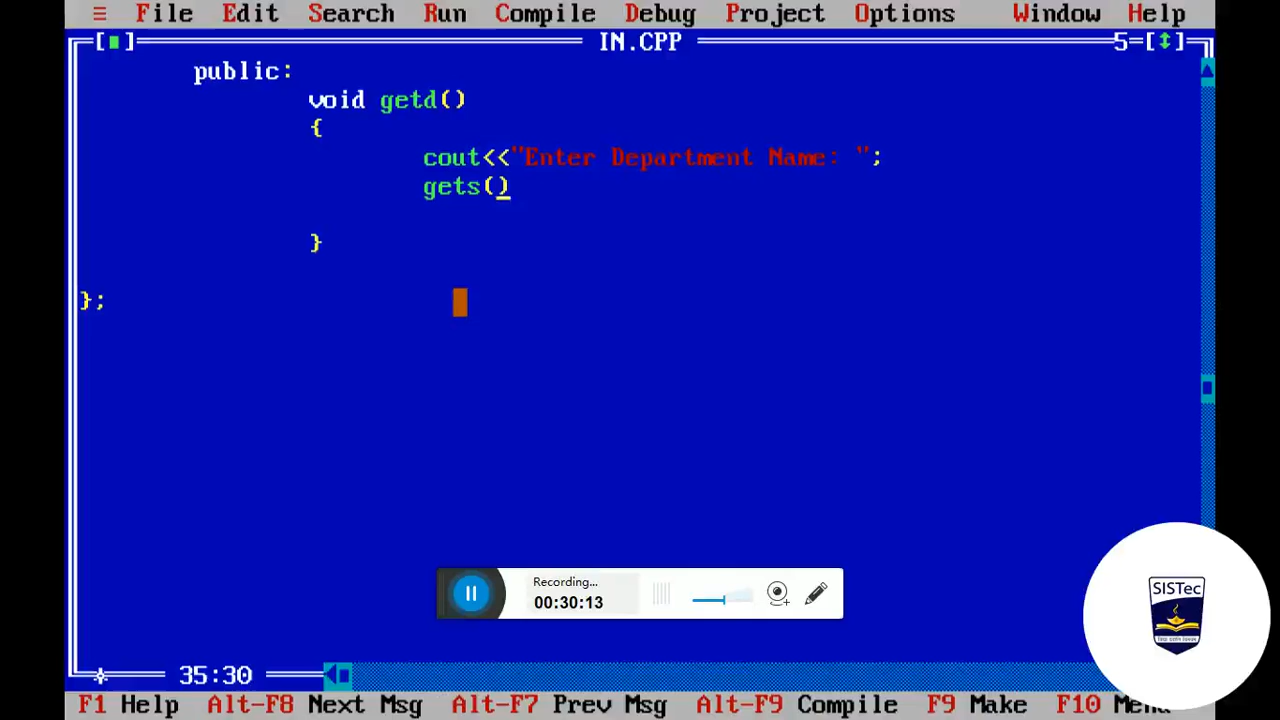 ≡ File Edit Search Run Compile Debug Project Options Window Help
[■] IN.CPP 5=[↕]
public:
void getd()
{
cout<<"Enter Department Name: ";
gets()
}
};
Recording...
00:30:13
SISTec
35:30
F1 Help Alt-F8 Next Msg Alt-F7 Prev Msg Alt-F9 Compile F9 Make F10 Menu